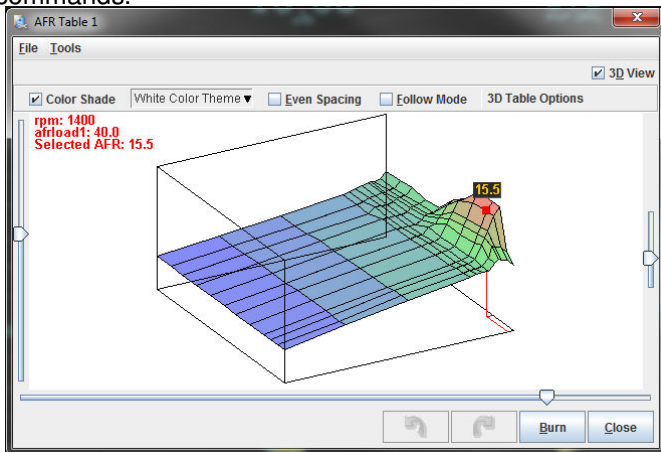 commands.
AFR Table 1
File Tools
3D View
Color Shade White Color Theme Even Spacing Follow Mode 3D Table Options
rpm: 1400
afrload1: 40.0
Selected AFR: 15.5
15.5
Burn Close